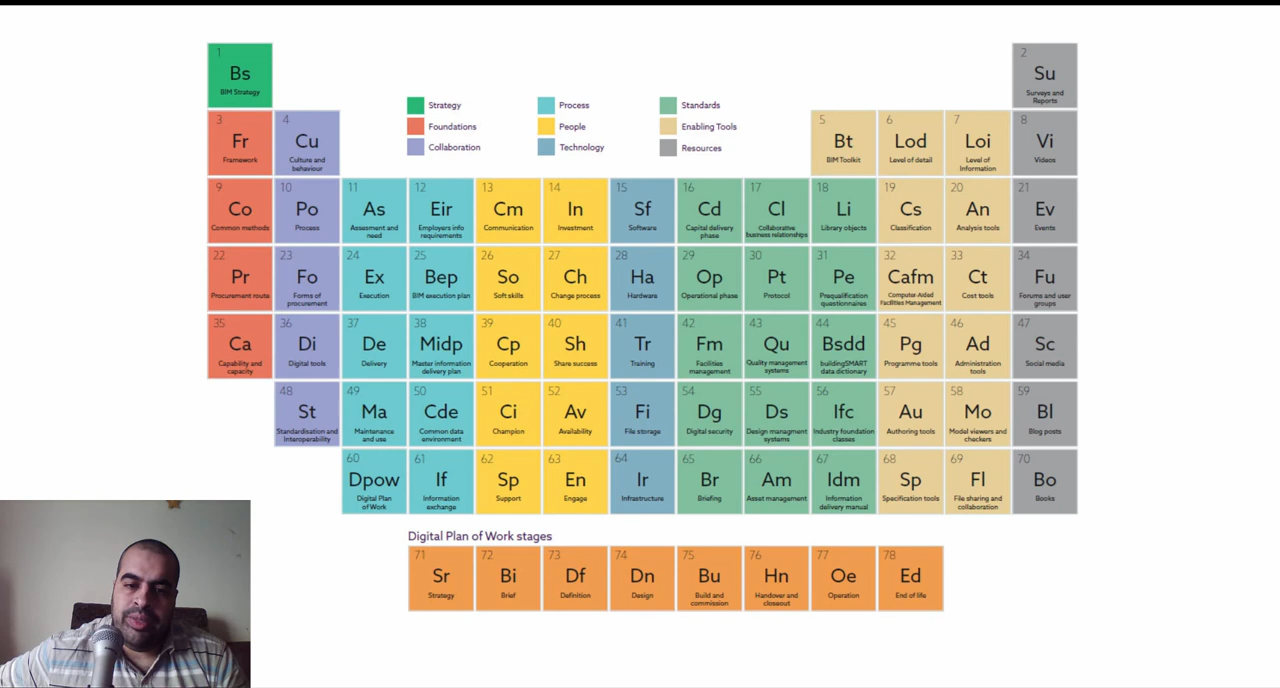 1
Bs
BIM Strategy
2
Su
Surveys and
Reports
Strategy
Process
Standards
Foundations
People
Enabling Tools
Collaboration
Technology
Resources
3
Fr
Framework
4
Cu
Culture and
behaviour
5
Bt
BIM Toolkit
6
Lod
Level of detail
7
Loi
Level of
Information
8
Vi
Videos
9
Co
Common methods
10
Po
Process
11
As
Assesment and
need
12
Eir
Employers info
requirements
13
Cm
Communication
14
In
Investment
15
Sf
Software
16
Cd
Capital delivery
phase
17
Cl
Collaborative
business relationships
18
Li
Library objects
19
Cs
Classification
20
An
Analysis tools
21
Ev
Events
22
Pr
Procurement route
23
Fo
Forms of
procurement
24
Ex
Execution
25
Bep
BIM execution plan
26
So
Soft skills
27
Ch
Change process
28
Ha
Hardware
29
Op
Operational phase
30
Pt
Protocol
31
Pe
Prequalification
questionnaires
32
Cafm
Computer-Aided
Facilities Management
33
Ct
Cost tools
34
Fu
Forums and user
groups
35
Ca
Capability and
capacity
36
Di
Digital tools
37
De
Delivery
38
Midp
Master information
delivery plan
39
Cp
Cooperation
40
Sh
Share success
41
Tr
Training
42
Fm
Facilities
management
43
Qu
Quality management
systems
44
Bsdd
buildingSMART
data dictionary
45
Pg
Programme tools
46
Ad
Administration
tools
47
Sc
Social media
48
St
Standardisation and
Interoperability
49
Ma
Maintenance
and use
50
Cde
Common data
environment
51
Ci
Champion
52
Av
Availability
53
Fi
File storage
54
Dg
Digital security
55
Ds
Design managment
systems
56
Ifc
Industry foundation
classes
57
Au
Authoring tools
58
Mo
Model viewers and
checkers
59
Bl
Blog posts
60
Dpow
Digital Plan
of Work
61
If
Information
exchange
62
Sp
Support
63
En
Engage
64
Ir
Infrastructure
65
Br
Briefing
66
Am
Asset management
67
Idm
Information
delivery manual
68
Sp
Specification tools
69
Fl
File sharing and
collaboration
70
Bo
Books
Digital Plan of Work stages
71
Sr
Strategy
72
Bi
Brief
73
Df
Definition
74
Dn
Design
75
Bu
Build and
commission
76
Hn
Handover and
closeout
77
Oe
Operation
78
Ed
End of life